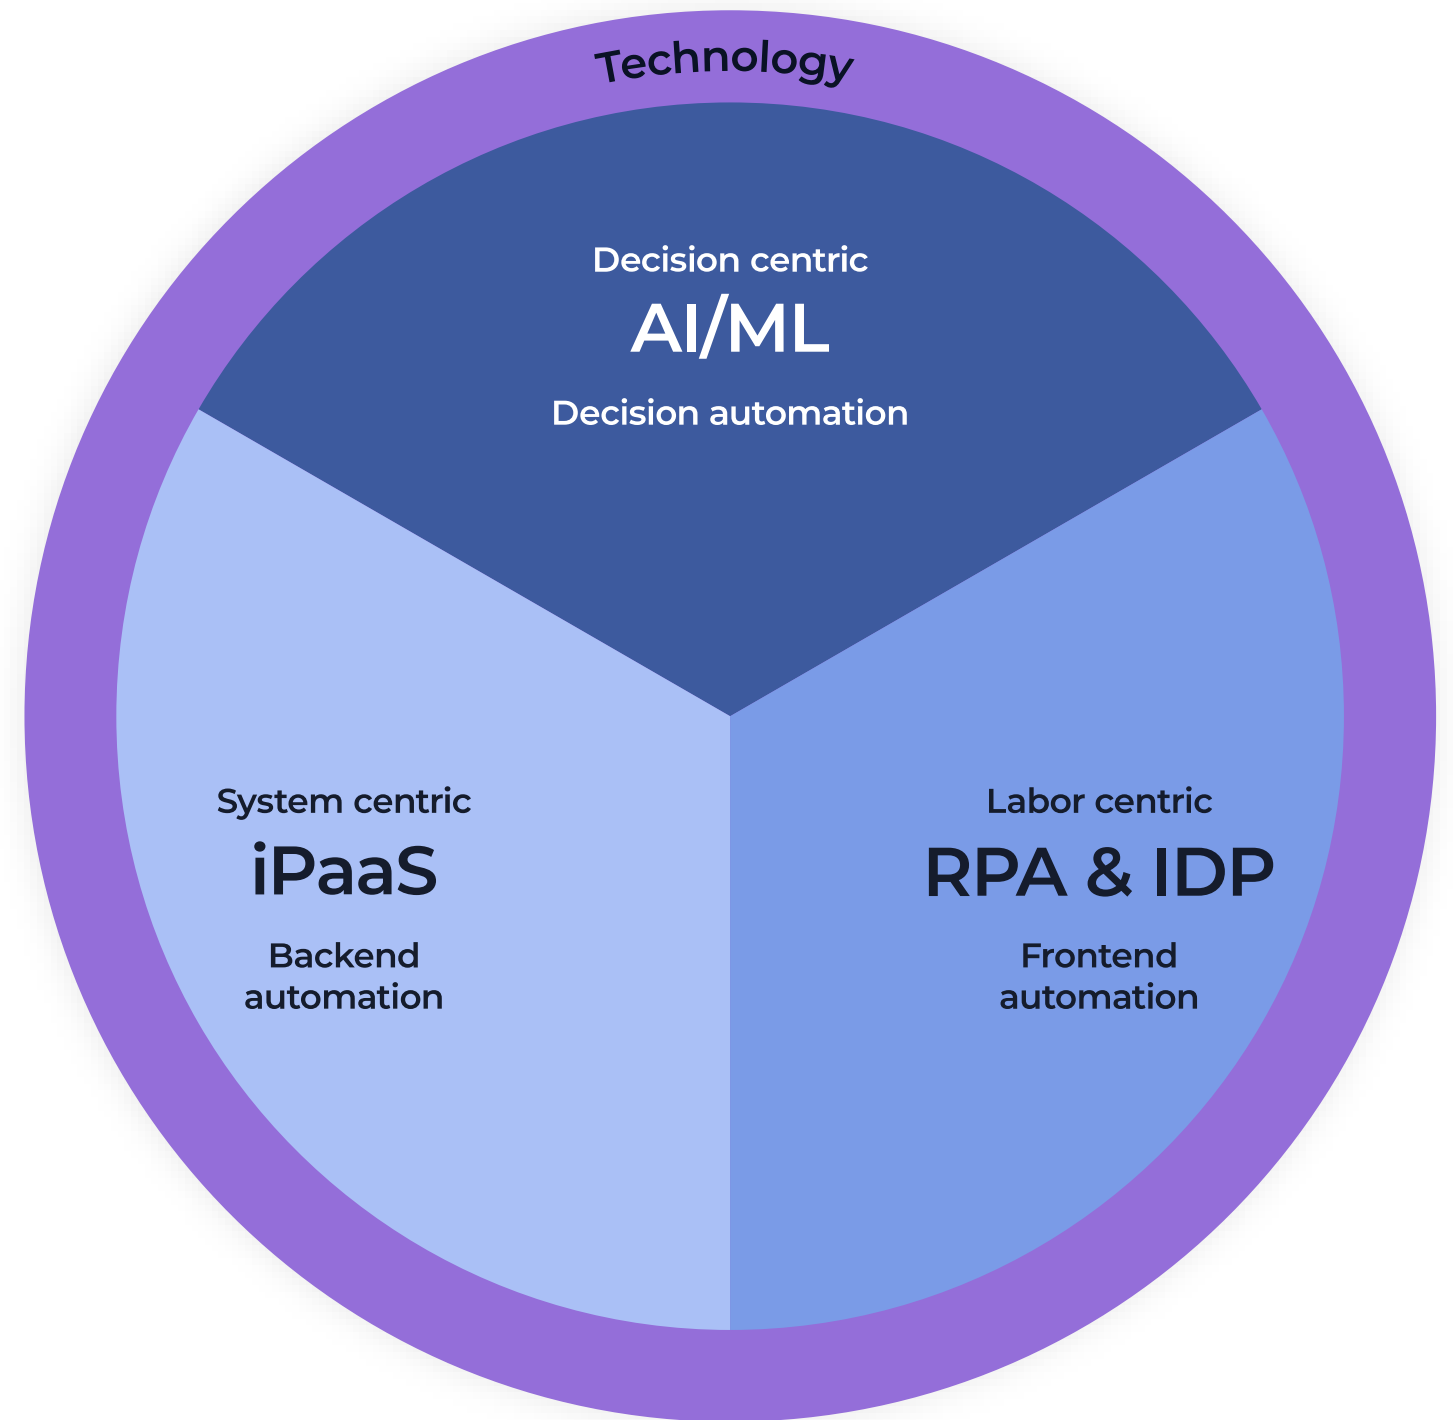 Technology
Decision centric
AI/ML
Decision automation
System centric
iPaaS
Backend
automation
Labor centric
RPA & IDP
Frontend
automation